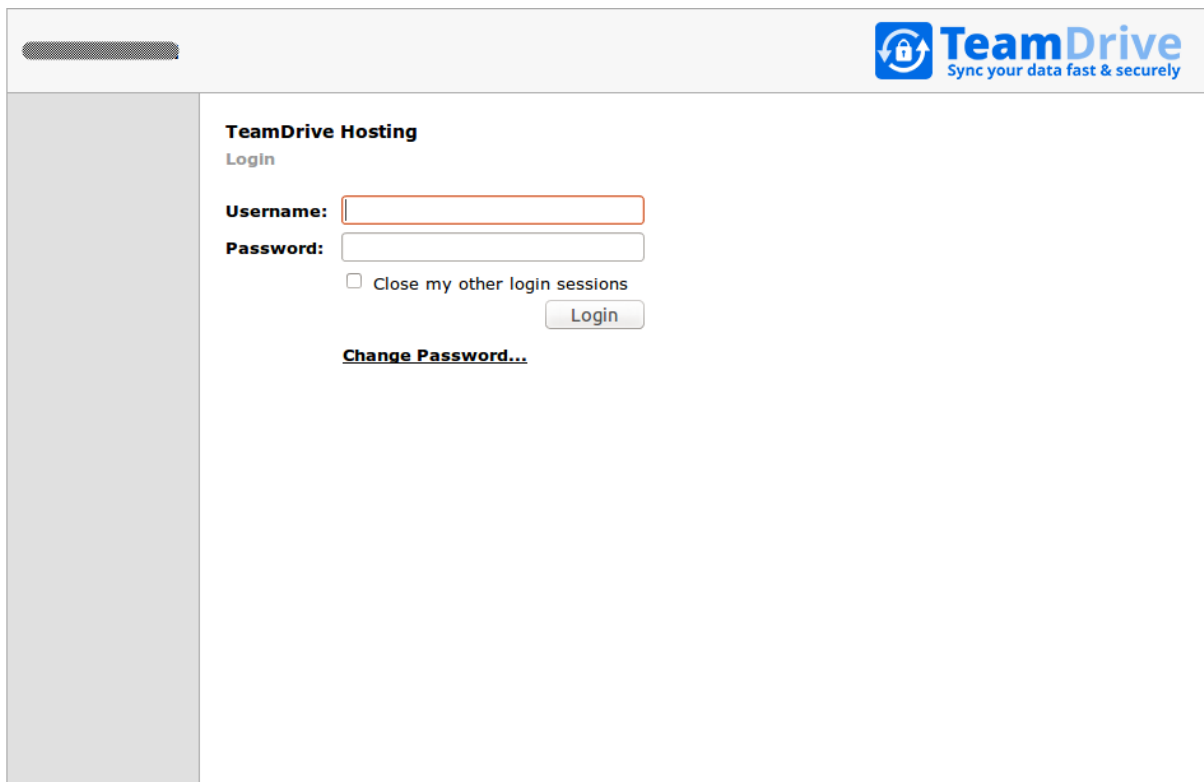 TeamDrive
Sync your data fast & securely
TeamDrive Hosting
Login
Username:
Password:
Close my other login sessions
Login
Change Password...